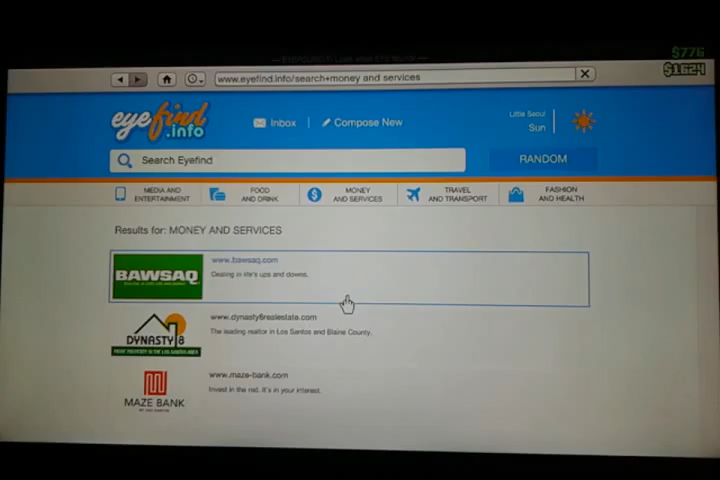 $776
$1624
www.eyefind.info/search+money and services
eyefind
.info
Inbox
Compose New
Little Seoul
Sun
Search Eyefind
RANDOM
MEDIA AND
ENTERTAINMENT
FOOD
AND DRINK
MONEY
AND SERVICES
TRAVEL
AND TRANSPORT
FASHION
AND HEALTH
Results for: MONEY AND SERVICES
BAWSAQ
www.bawsaq.com
Dealing in life's ups and downs.
DYNASTY 8
www.dynasty8realestate.com
The leading realtor in Los Santos and Blaine County.
MAZE BANK
OF LOS SANTOS
www.maze-bank.com
Invest in the red. It's in your interest.